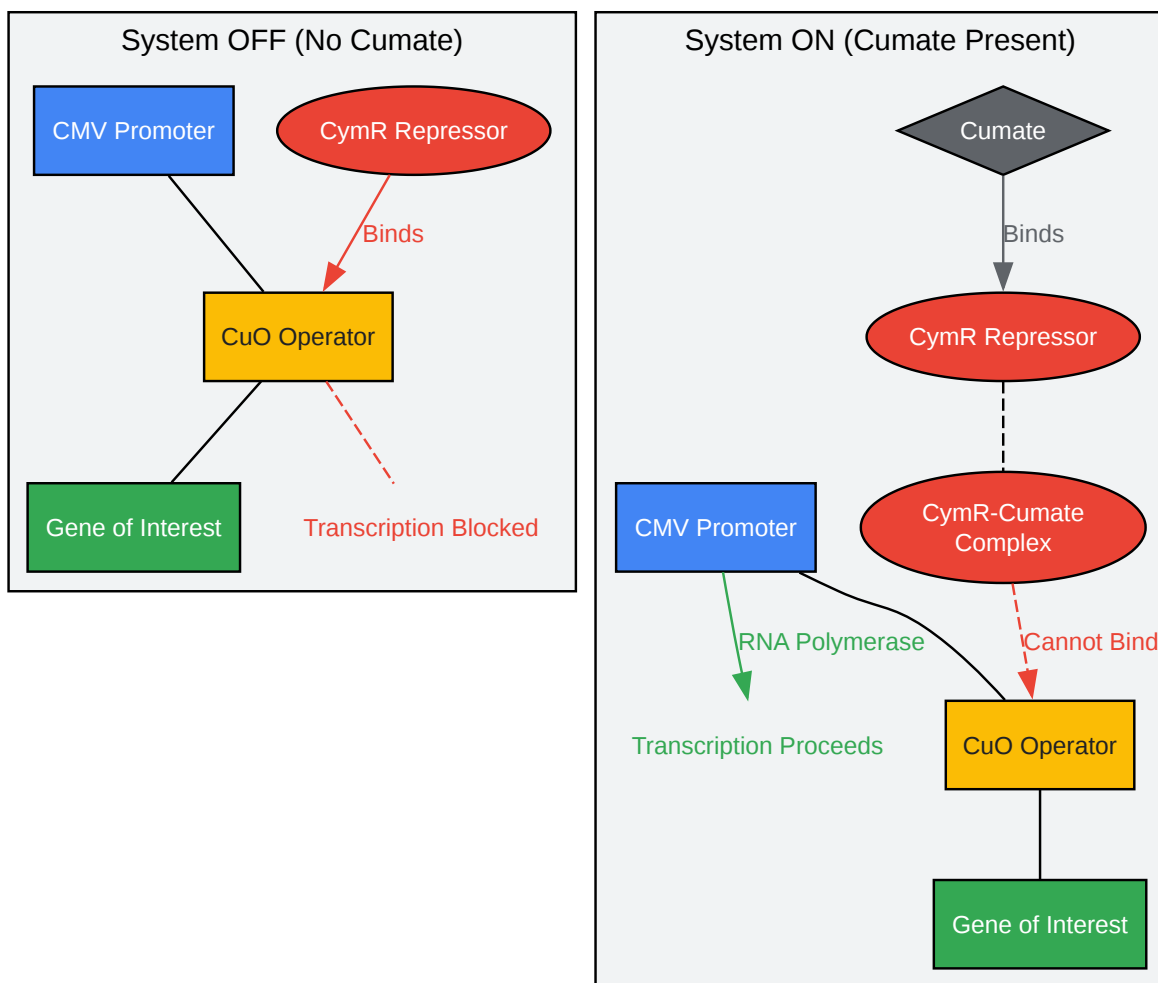 System OFF (No Cumate)
CMV Promoter
CymR Repressor
Binds
CuO Operator
Gene of Interest
Transcription Blocked
System ON (Cumate Present)
Cumate
Binds
CymR Repressor
CMV Promoter
CymR-Cumate
Complex
RNA Polymerase
Cannot Bind
Transcription Proceeds
CuO Operator
Gene of Interest